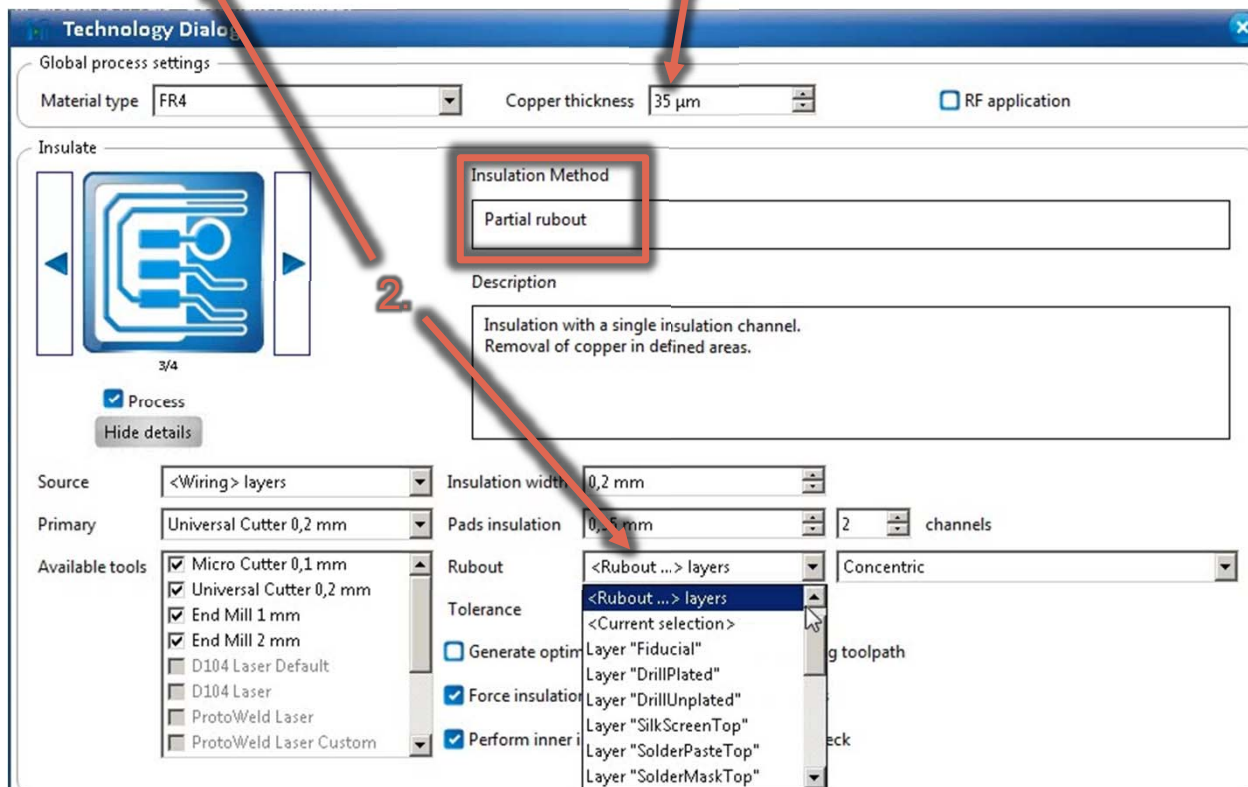 Technology Dialog
Global process settings
Material type FR4 Copper thickness 35 µm RF application
Insulate
Insulation Method
Partial rubout
Description
2.
Insulation with a single insulation channel.
Removal of copper in defined areas.
3/4
Process
Hide details
Source <Wiring> layers Insulation width 0,2 mm
Primary Universal Cutter 0,2 mm Pads insulation mm 2 channels
Available tools Micro Cutter 0,1 mm Rubout <Rubout ...> layers Concentric
Universal Cutter 0,2 mm <Rubout ...> layers
End Mill 1 mm Tolerance <Current selection>
End Mill 2 mm Generate optim Layer "Fiducial" g toolpath
D104 Laser Default Layer "DrillPlated"
D104 Laser Force insulation Layer "DrillUnplated"
ProtoWeld Laser Layer "SilkScreenTop"
ProtoWeld Laser Custom Perform inner i Layer "SolderPasteTop" eck
Layer "SolderMaskTop"